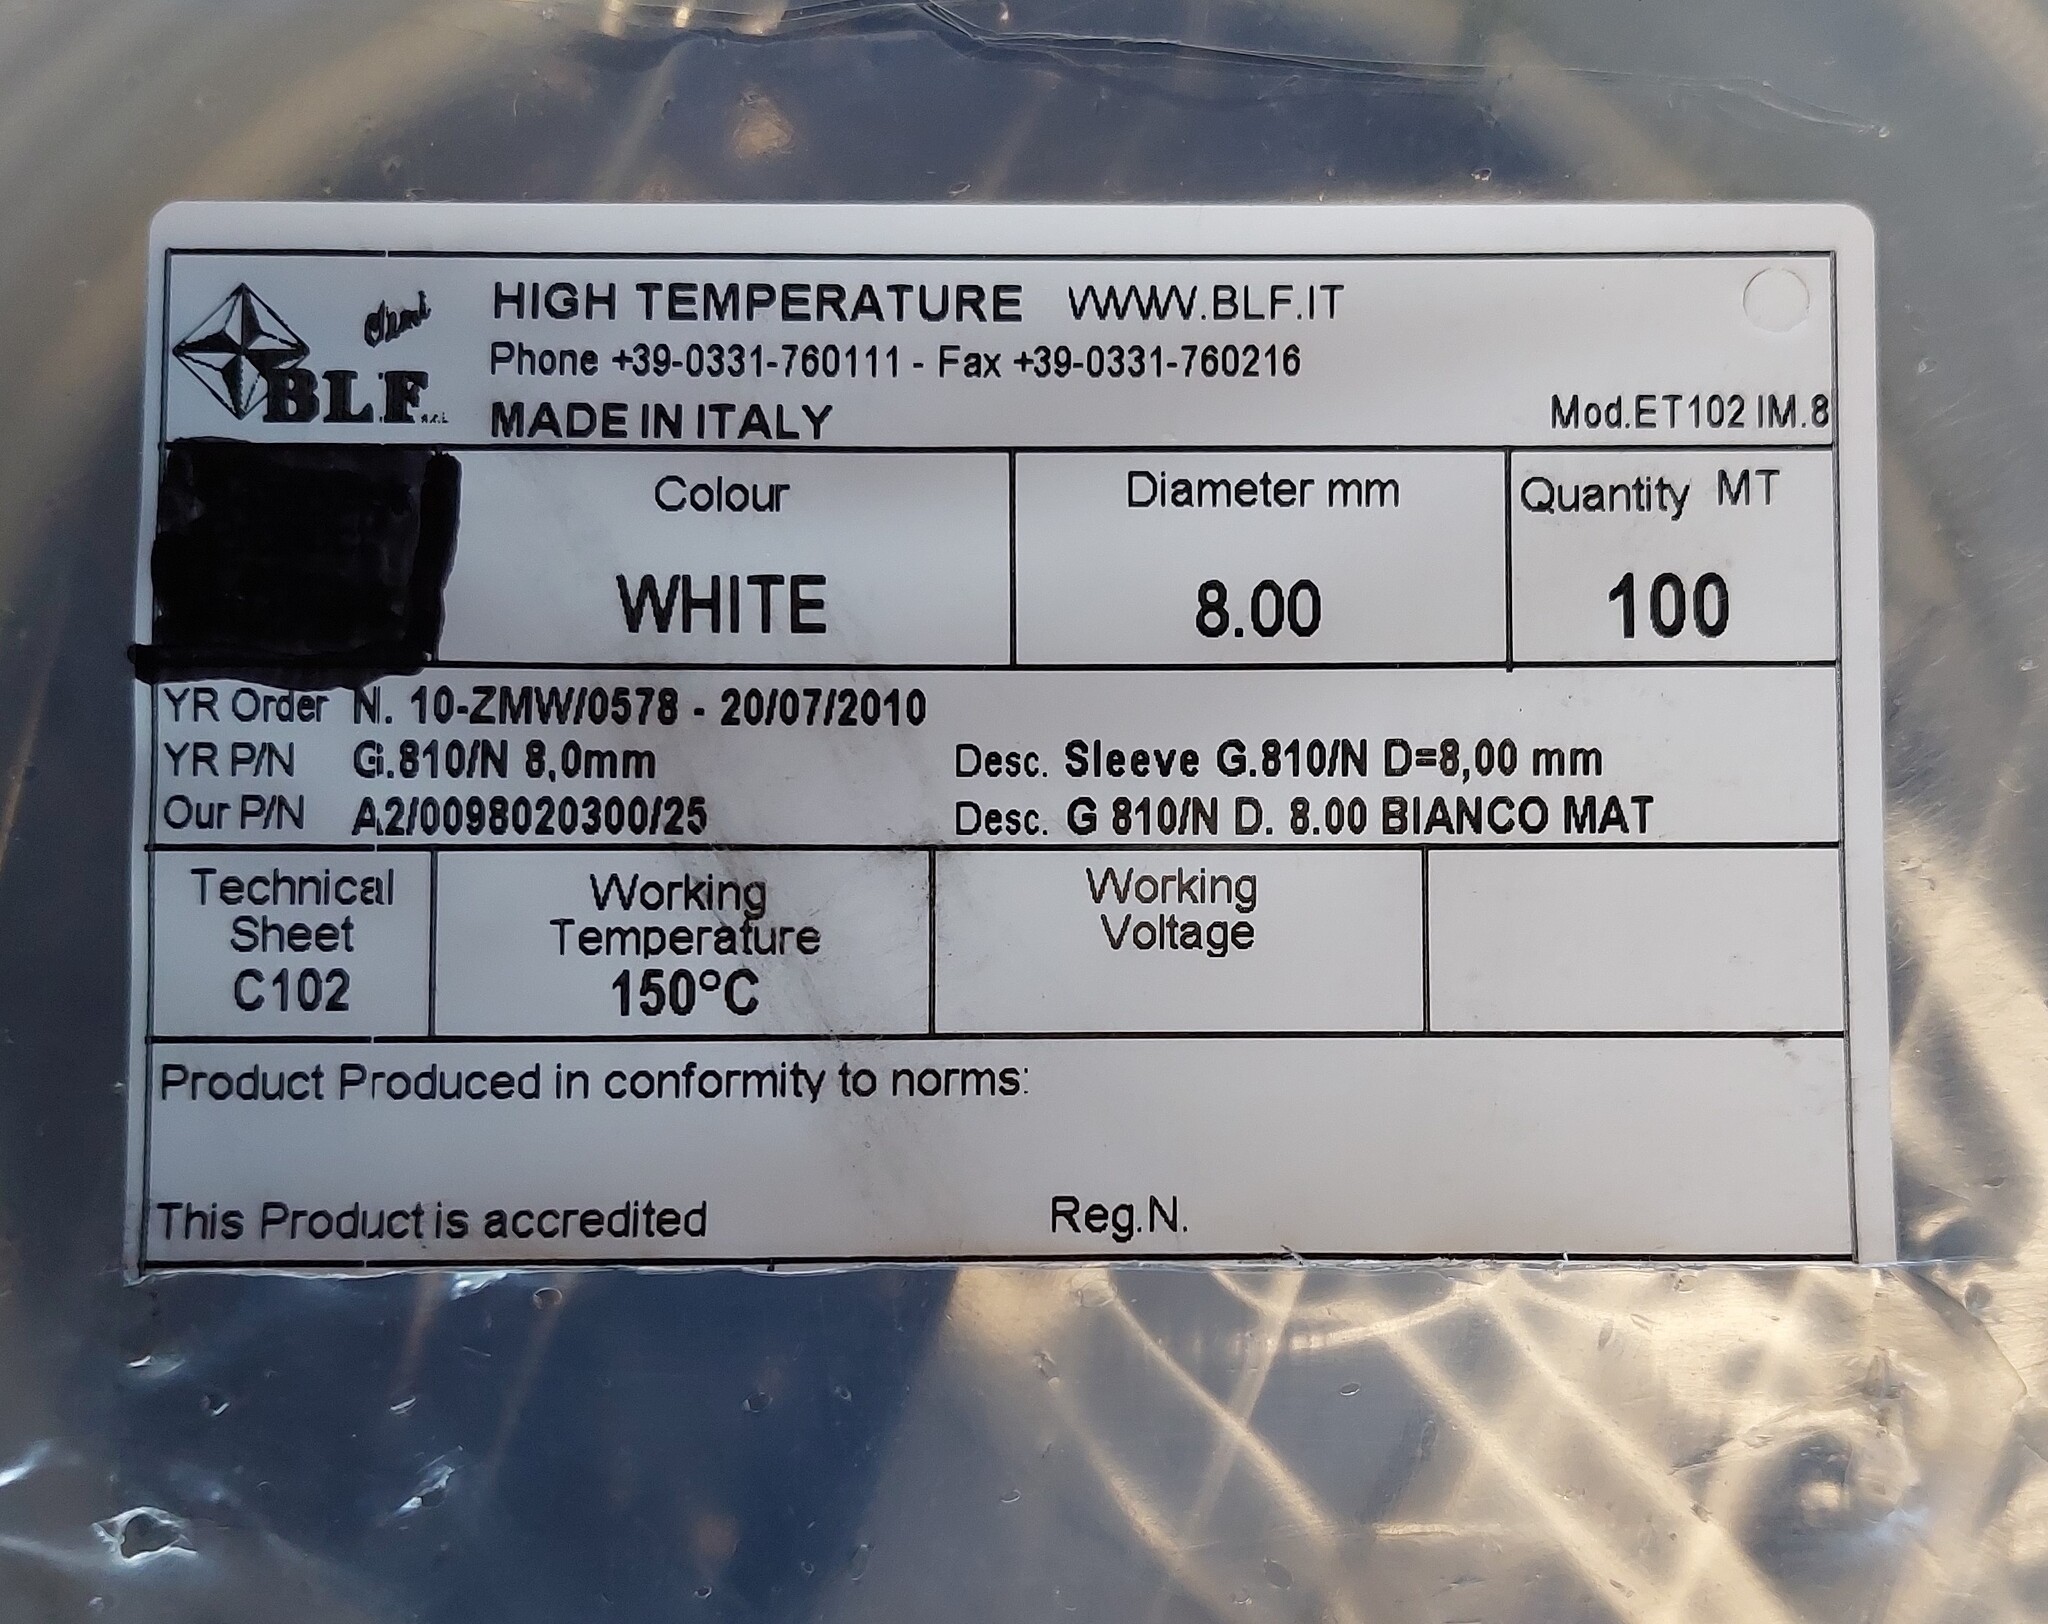 HIGH TEMPERATURE WWW.BLF.IT
Phone +39-0331-760111 - Fax +39-0331-760216
BLF s.r.l.
MADE IN ITALY
Mod.ET102 IM.8
Colour
Diameter mm
Quantity MT
WHITE
8.00
100
YR Order N. 10-ZMW/0578 - 20/07/2010
YR P/N G.810/N 8,0mm Desc. Sleeve G.810/N D=8,00 mm
Our P/N A2/0098020300/25 Desc. G 810/N D. 8.00 BIANCO MAT
Technical
Sheet
C102
Working
Temperature
150°C
Working
Voltage
Product Produced in conformity to norms:
This Product is accredited Reg.N.